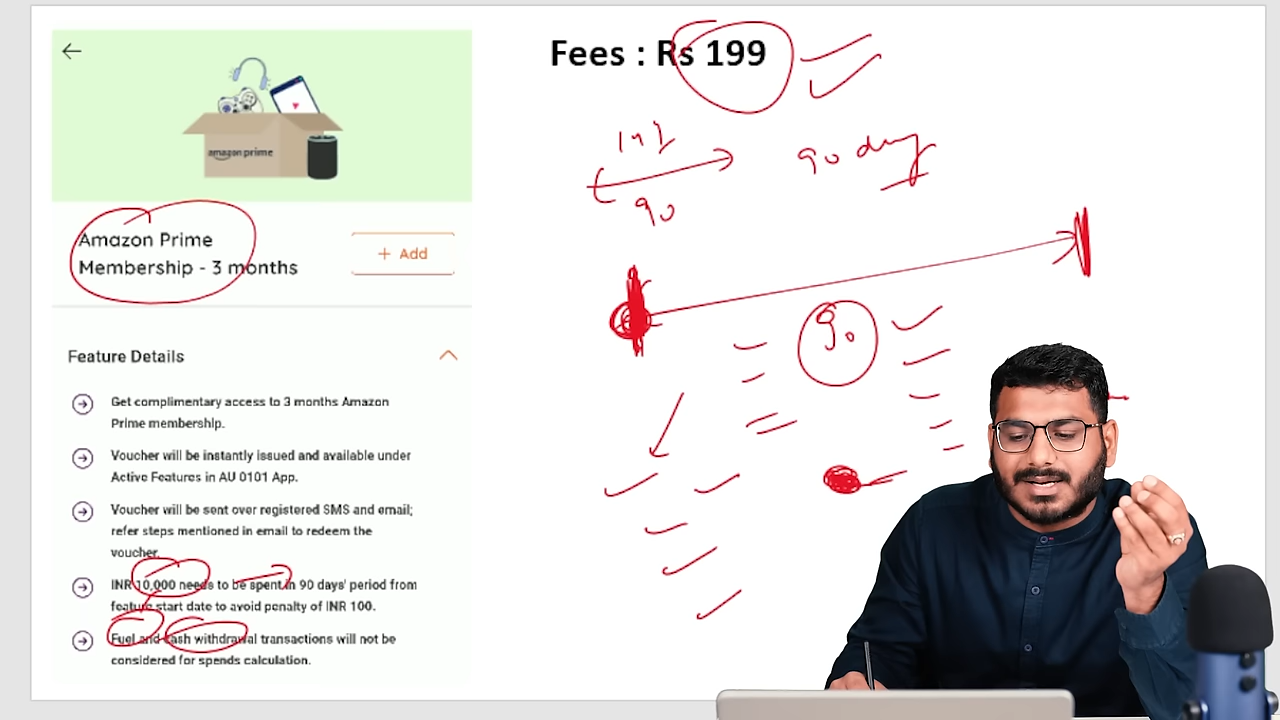 Fees : Rs 199
amazon prime
199
90 day
90
Amazon Prime
Membership - 3 months
+ Add
90
Feature Details
Get complimentary access to 3 months Amazon
Prime membership.
Voucher will be instantly issued and available under
Active Features in AU 0101 App.
Voucher will be sent over registered SMS and email;
refer steps mentioned in email to redeem the
voucher.
INR 10,000 needs to be spent in 90 days' period from
feature start date to avoid penalty of INR 100.
Fuel and cash withdrawal transactions will not be
considered for spends calculation.